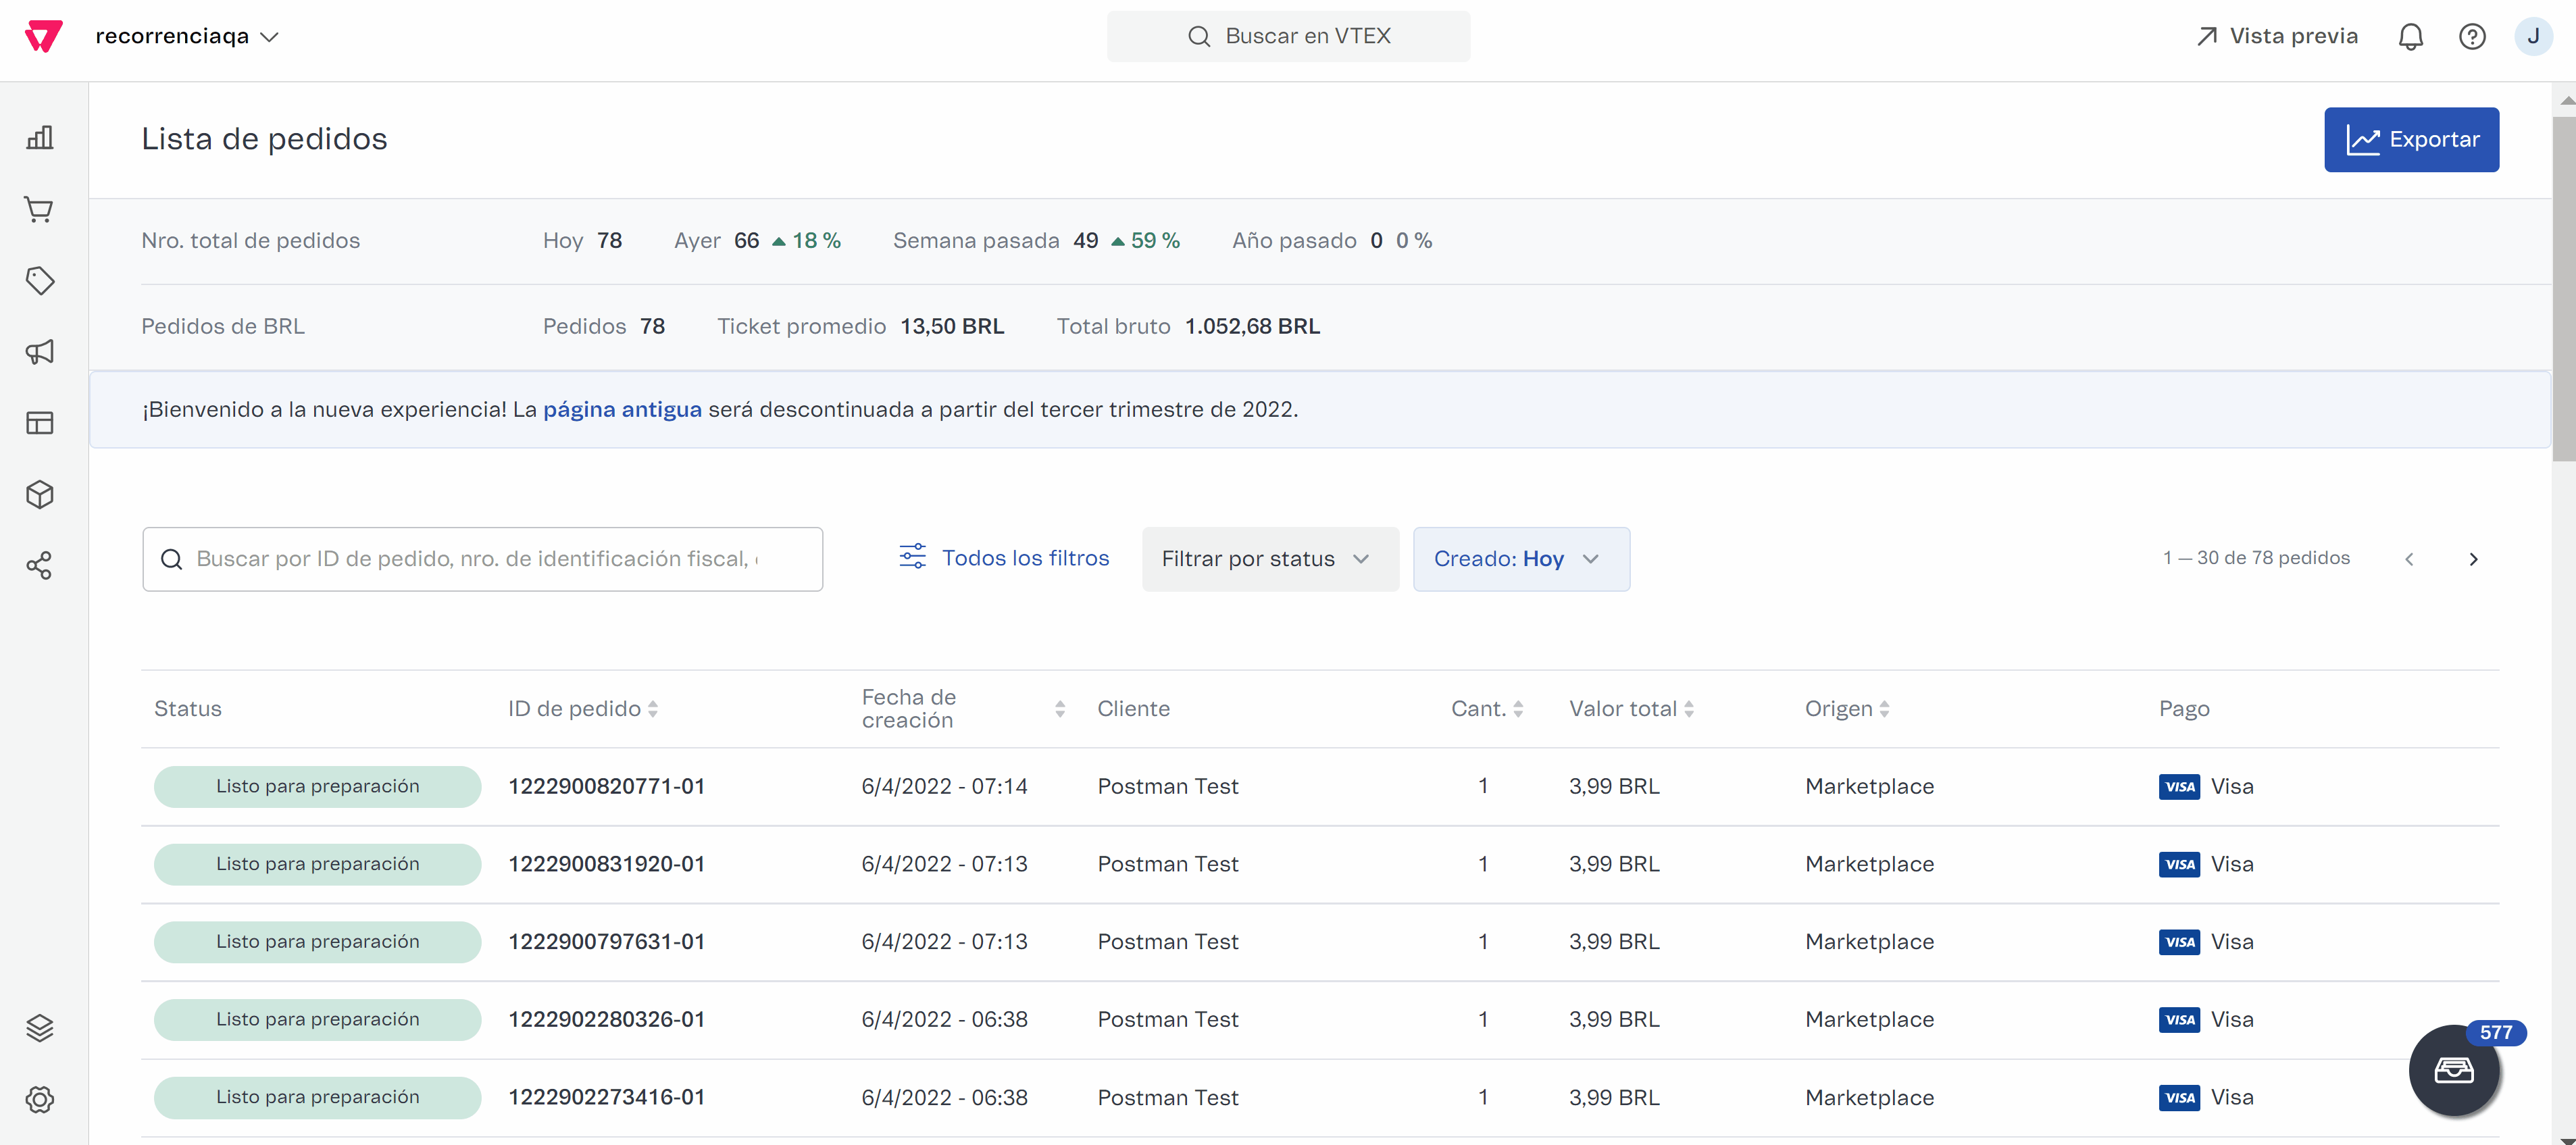 recorrenciaqa
Buscar en VTEX
Vista previa
J
Lista de pedidos
Exportar
Nro. total de pedidos Hoy 78 Ayer 66 18 % Semana pasada 49 59 % Año pasado 0 0 %
Pedidos de BRL Pedidos 78 Ticket promedio 13,50 BRL Total bruto 1.052,68 BRL
¡Bienvenido a la nueva experiencia! La página antigua será descontinuada a partir del tercer trimestre de 2022.
Buscar por ID de pedido, nro. de identificación fiscal,
Todos los filtros
Filtrar por status
Creado: Hoy
1 — 30 de 78 pedidos
Status ID de pedido Fecha de creación Cliente Cant. Valor total Origen Pago
Listo para preparación 1222900820771-01 6/4/2022 - 07:14 Postman Test 1 3,99 BRL Marketplace VISA Visa
Listo para preparación 1222900831920-01 6/4/2022 - 07:13 Postman Test 1 3,99 BRL Marketplace VISA Visa
Listo para preparación 1222900797631-01 6/4/2022 - 07:13 Postman Test 1 3,99 BRL Marketplace VISA Visa
Listo para preparación 1222902280326-01 6/4/2022 - 06:38 Postman Test 1 3,99 BRL Marketplace VISA Visa
577
Listo para preparación 1222902273416-01 6/4/2022 - 06:38 Postman Test 1 3,99 BRL Marketplace VISA Visa